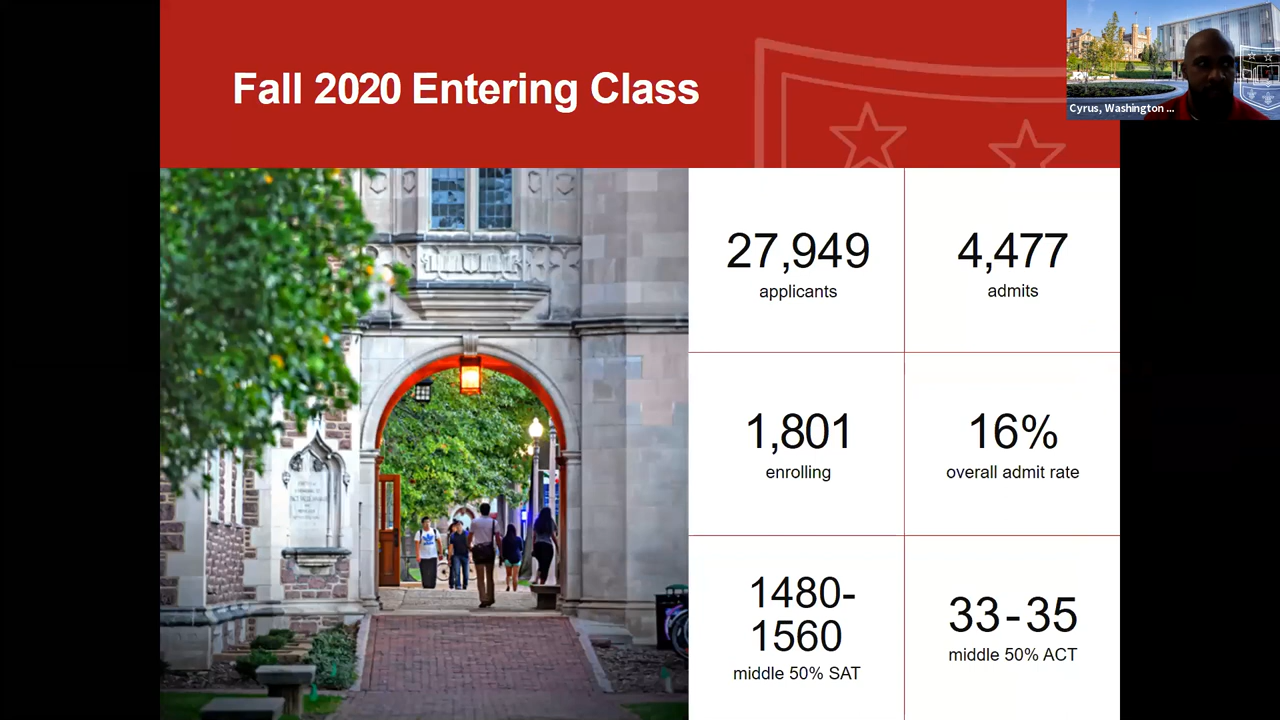 Fall 2020 Entering Class
Cyrus, Washington ...
27,949
applicants
4,477
admits
1,801
enrolling
16%
overall admit rate
1480-
1560
middle 50% SAT
33-35
middle 50% ACT